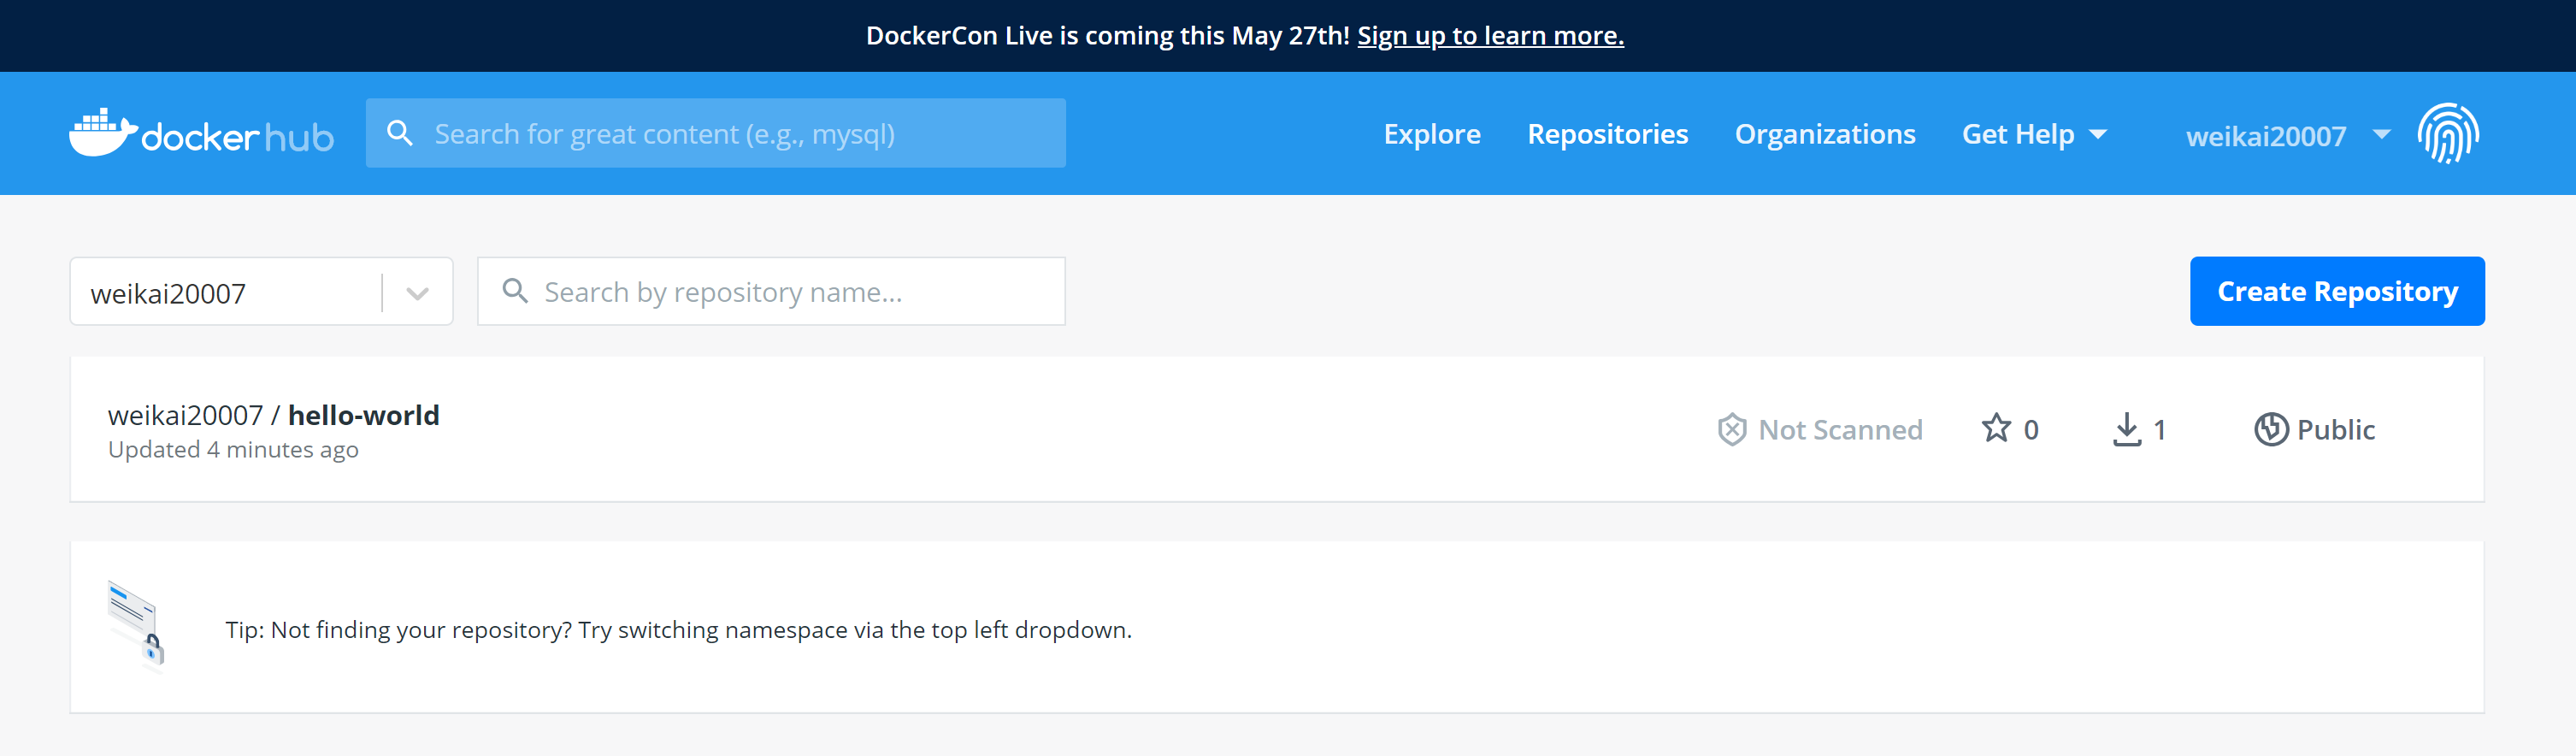 DockerCon Live is coming this May 27th! Sign up to learn more.
dockerhub
Search for great content (e.g., mysql)
Explore
Repositories
Organizations
Get Help
weikai20007
weikai20007
Search by repository name...
Create Repository
weikai20007 / hello-world
Updated 4 minutes ago
Not Scanned
0
1
Public
Tip: Not finding your repository? Try switching namespace via the top left dropdown.